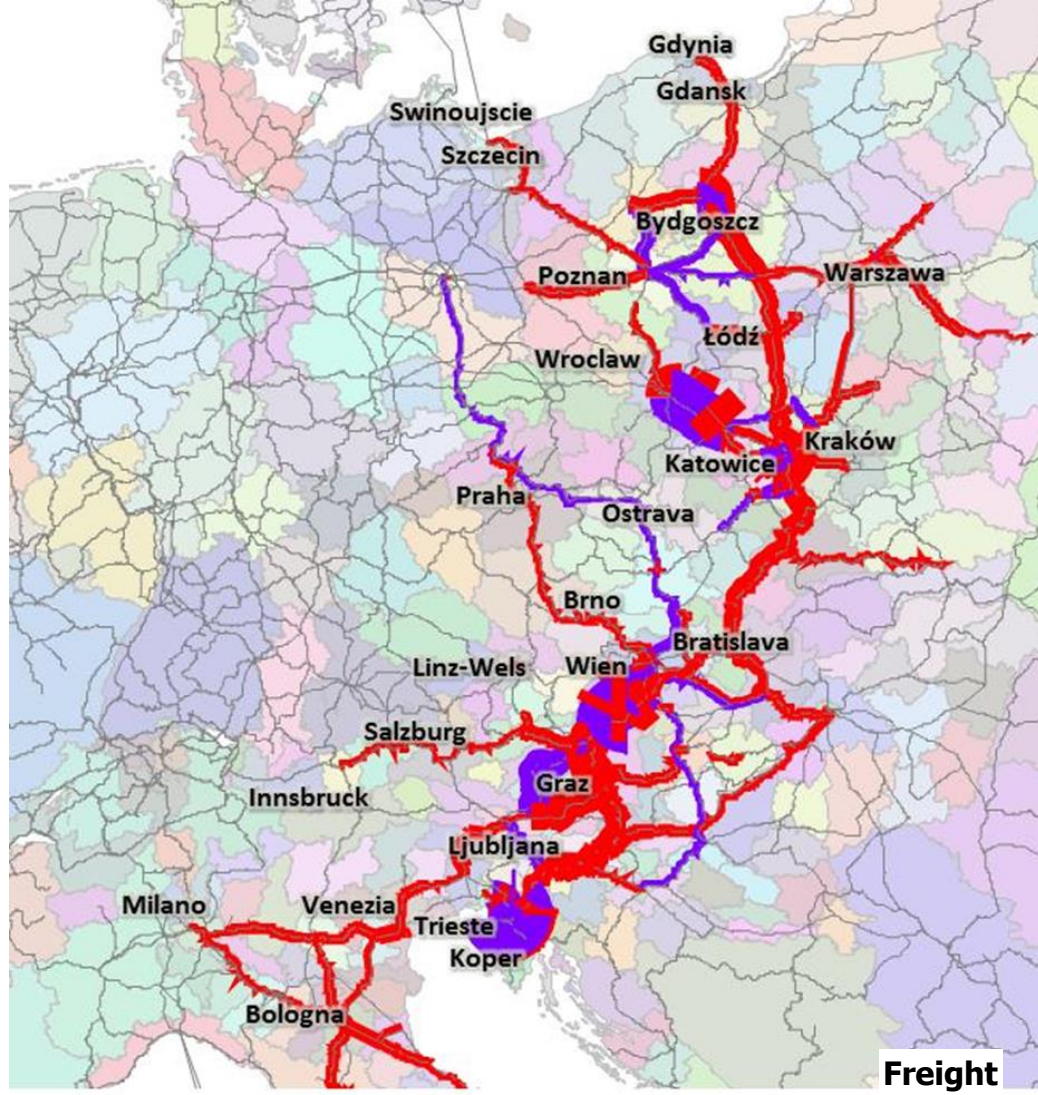 Gdynia
Gdansk
Swinoujscie
Szczecin
Bydgoszcz
Poznan
Warszawa
Łódź
Wroclaw
Kraków
Katowice
Praha
Ostrava
Brno
Bratislava
Linz-Wels
Wien
Salzburg
Graz
Innsbruck
Ljubljana
Milano
Venezia
Trieste
Koper
Bologna
Freight